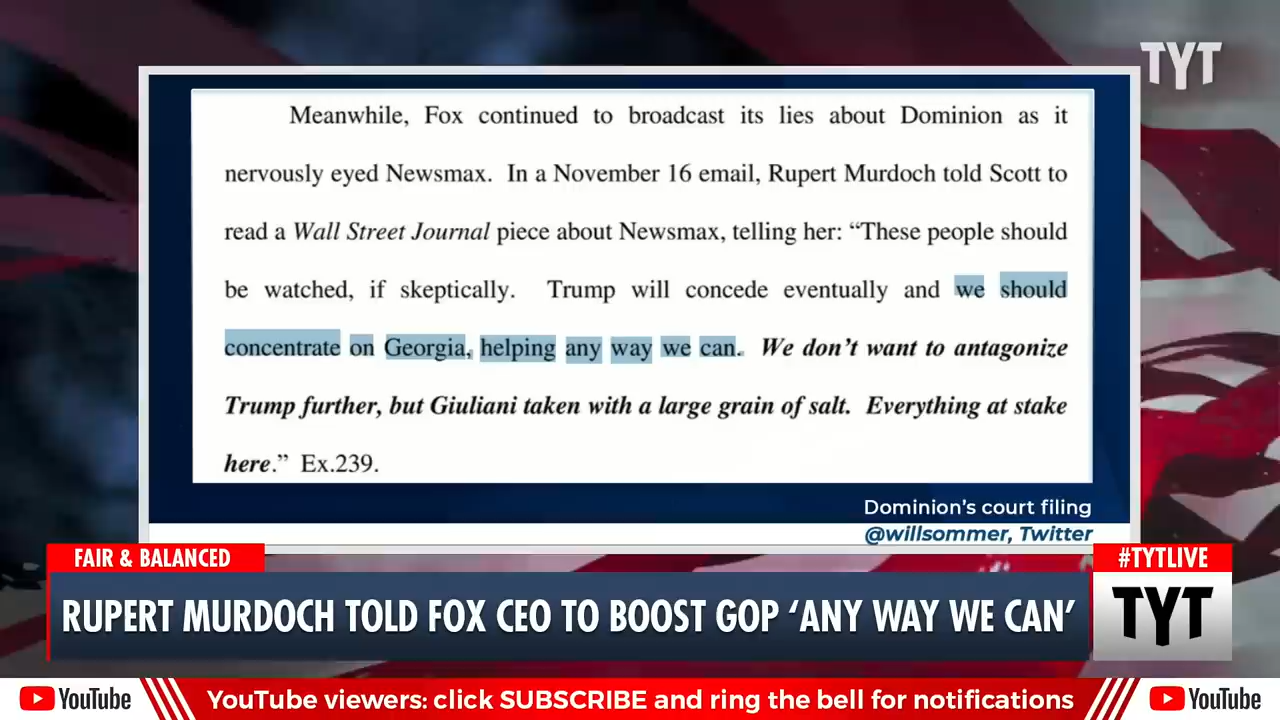 TYT
Meanwhile, Fox continued to broadcast its lies about Dominion as it
nervously eyed Newsmax. In a November 16 email, Rupert Murdoch told Scott to
read a Wall Street Journal piece about Newsmax, telling her: “These people should
be watched, if skeptically. Trump will concede eventually and we should
concentrate on Georgia, helping any way we can. We don’t want to antagonize
Trump further, but Giuliani taken with a large grain of salt. Everything at stake
here.” Ex.239.
Dominion’s court filing
@willsommer, Twitter
FAIR & BALANCED
#TYTLIVE
RUPERT MURDOCH TOLD FOX CEO TO BOOST GOP ‘ANY WAY WE CAN’
TYT
YouTube
YouTube viewers: click SUBSCRIBE and ring the bell for notifications
YouTube